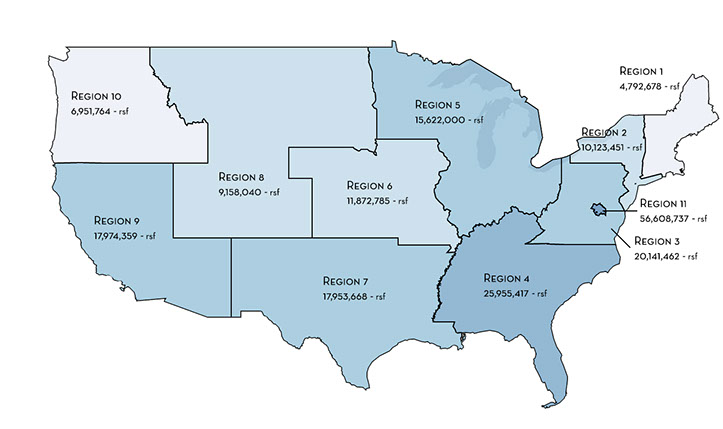 Region 1
4,792,678 - rsf
Region 10
6,951,764 - rsf
Region 5
15,622,000 - rsf
Region 2
10,123,451 - rsf
Region 8
9,158,040 - rsf
Region 6
11,872,785 - rsf
Region 11
56,608,737 - rsf
Region 9
17,974,359 - rsf
Region 3
20,141,462 - rsf
Region 7
17,953,668 - rsf
Region 4
25,955,417 - rsf